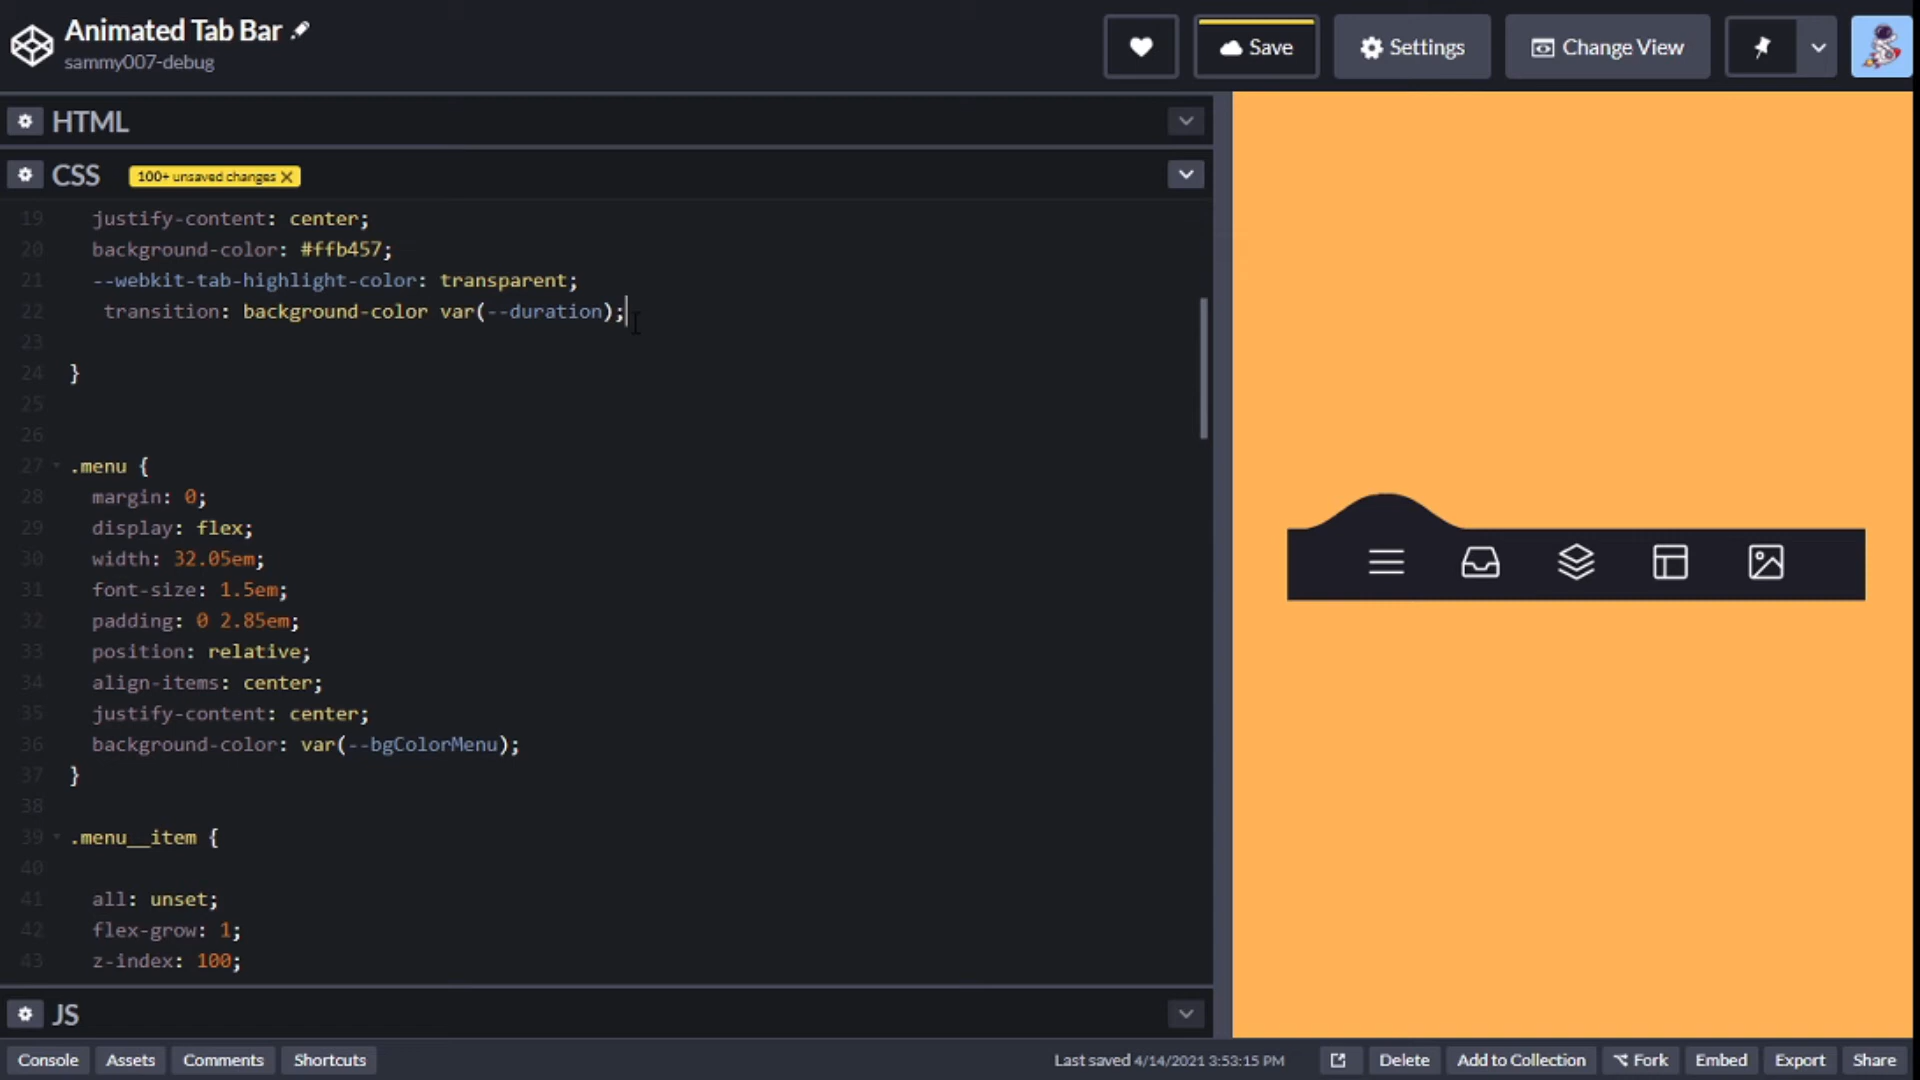 Animated Tab Bar
sammy007-debug
Save
Settings
Change View
HTML
CSS
100+ unsaved changes X
19 justify-content: center;
20 background-color: #ffb457;
21 --webkit-tab-highlight-color: transparent;
22 transition: background-color var(--duration);
23
24 }
25
26
27 .menu {
28 margin: 0;
29 display: flex;
30 width: 32.05em;
31 font-size: 1.5em;
32 padding: 0 2.85em;
33 position: relative;
34 align-items: center;
35 justify-content: center;
36 background-color: var(--bgColorMenu);
37 }
38
39 .menu__item {
40
41 all: unset;
42 flex-grow: 1;
43 z-index: 100;
JS
Console Assets Comments Shortcuts Last saved 4/14/2021 3:53:15 PM Delete Add to Collection Fork Embed Export Share